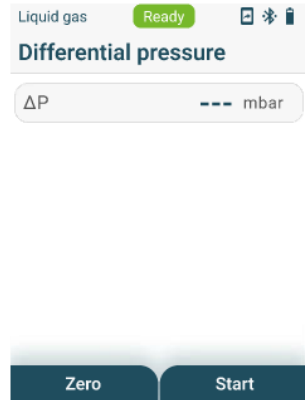 Liquid gas Ready
Differential pressure
ΔP --- mbar
Zero Start